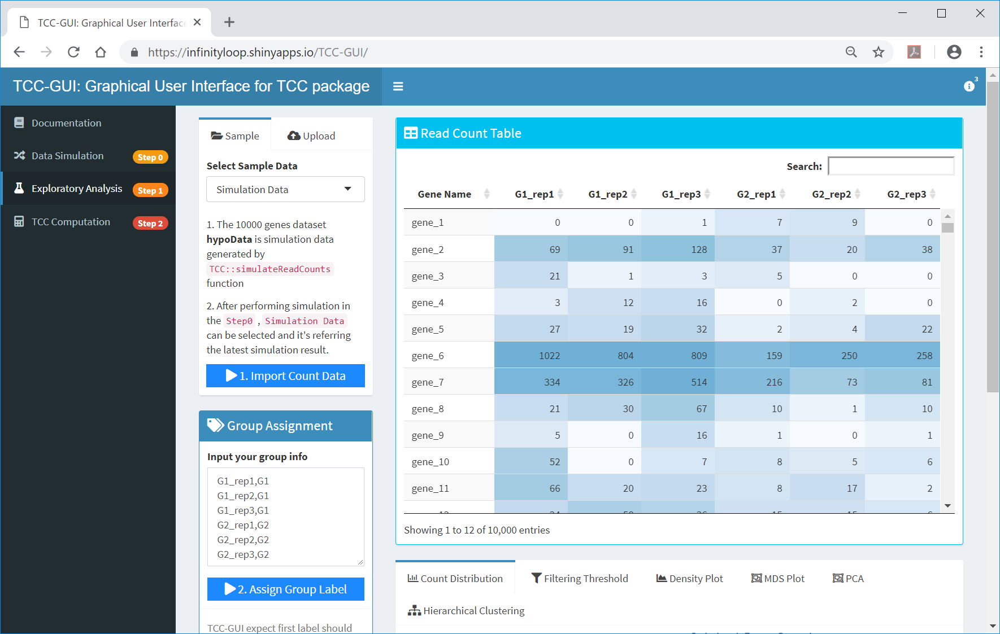 TCC-GUI: Graphical User Interface
https://infinityloop.shinyapps.io/TCC-GUI/
TCC-GUI: Graphical User Interface for TCC package
3
Documentation
Data Simulation Step 0
Exploratory Analysis Step 1
TCC Computation Step 2
Sample Upload
Select Sample Data
Simulation Data
1. The 10000 genes dataset
hypoData is simulation data
generated by
TCC::simulateReadCounts
function
2. After performing simulation in
the Step0 , Simulation Data
can be selected and it's referring
the latest simulation result.
1. Import Count Data
Group Assignment
Input your group info
G1_rep1,G1
G1_rep2,G1
G1_rep3,G1
G2_rep1,G2
G2_rep2,G2
G2_rep3,G2
2. Assign Group Label
TCC-GUI expect first label should
Read Count Table
Search:
Gene Name G1_rep1 G1_rep2 G1_rep3 G2_rep1 G2_rep2 G2_rep3
gene_1 0 0 1 7 9 0
gene_2 69 91 128 37 20 38
gene_3 21 1 3 5 0 0
gene_4 3 12 16 0 2 0
gene_5 27 19 32 2 4 22
gene_6 1022 804 809 159 250 258
gene_7 334 326 514 216 73 81
gene_8 21 30 67 10 1 10
gene_9 5 0 16 1 0 1
gene_10 52 0 7 8 5 6
gene_11 66 20 23 8 17 2
Showing 1 to 12 of 10,000 entries
Count Distribution Filtering Threshold Density Plot MDS Plot PCA
Hierarchical Clustering